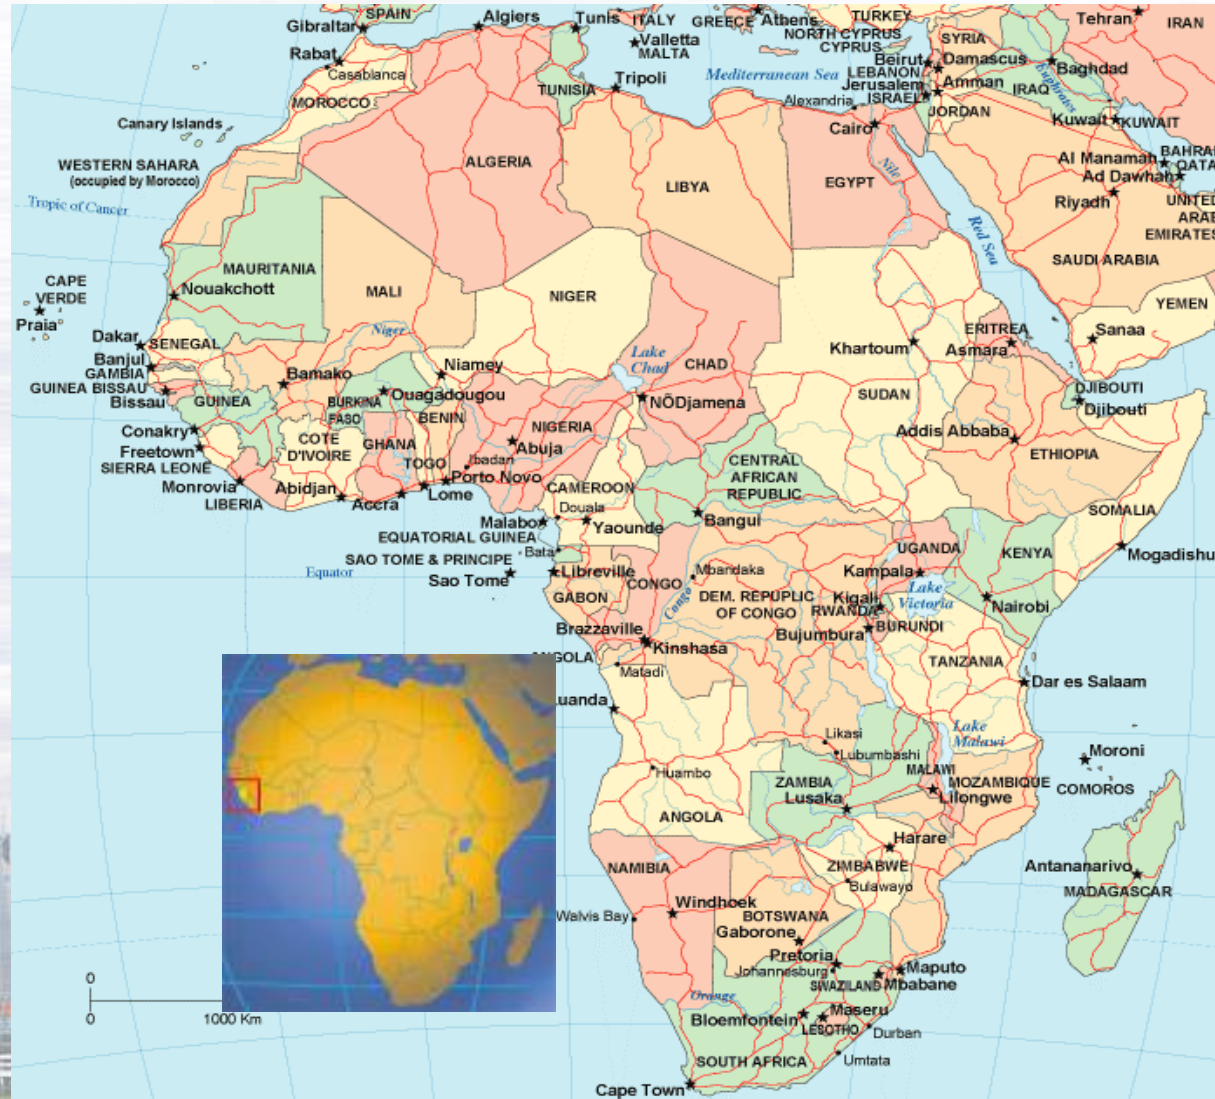 SPAIN
Gibraltar
Algiers
Tunis
ITALY
GREECE
Athens
TURKEY
NORTH CYPRUS
CYPRUS
SYRIA
Tehran
IRAN
Rabat
Casablanca
MOROCCO
Valletta
MALTA
Tripoli
TUNISIA
Mediterranean Sea
Alexandria
Beirut
LEBANON
Damascus
Jerusalem
ISRAEL
Amman
JORDAN
Baghdad
IRAQ
Euphrates
Kuwait
KUWAIT
Canary Islands
WESTERN SAHARA
(occupied by Morocco)
Tropic of Cancer
ALGERIA
LIBYA
Cairo
EGYPT
Nile
Red Sea
Al Manamah
BAHRAI
Ad Dawhah
QATA
Riyadh
UNITED
ARAB
EMIRATES
SAUDI ARABIA
YEMEN
Sanaa
CAPE
VERDE
Praia
MAURITANIA
Nouakchott
MALI
Niger
NIGER
Lake
Chad
CHAD
Khartoum
SUDAN
ERITREA
Asmara
DJIBOUTI
Djibouti
Dakar
SENEGAL
Banjul
GAMBIA
GUINEA BISSAU
Bissau
GUINEA
Bamako
BURKINA
FASO
Ouagadougou
Niamey
BENIN
NIGERIA
Abuja
NÕDjamena
Addis Abbaba
ETHIOPIA
Conakry
Freetown
SIERRA LEONE
Monrovia
LIBERIA
COTE
D'IVOIRE
Abidjan
GHANA
Accra
TOGO
Lome
Ibadan
Porto Novo
CAMEROON
Douala
Yaounde
CENTRAL
AFRICAN
REPUBLIC
Bangui
SOMALIA
Mogadishu
Malabo
EQUATORIAL GUINEA
Bata
SAO TOME & PRINCIPE
Sao Tome
Equator
Libreville
GABON
CONGO
Congo
Mbandaka
DEM. REPUPLIC
OF CONGO
UGANDA
Kampala
KENYA
Nairobi
Lake
Victoria
Kigali
RWANDA
BURUNDI
Bujumbura
Brazzaville
Kinshasa
NGOLA
Matadi
TANZANIA
Dar es Salaam
uanda
Likasi
Lubumbashi
Lake
Malawi
MALAWI
Moroni
COMOROS
Huambo
ANGOLA
ZAMBIA
Lusaka
MOZAMBIQUE
Lilongwe
Harare
ZIMBABWE
Bulawayo
Antananarivo
MADAGASCAR
NAMIBIA
Windhoek
Walvis Bay
BOTSWANA
Gaborone
Pretoria
Johannesburg
SWAZILAND
Mbabane
Maputo
Orange
Bloemfontein
Maseru
LESOTHO
Durban
Umtata
SOUTH AFRICA
Cape Town
0
0
1000 Km